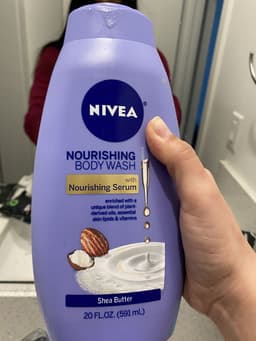 NIVEA
NOURISHING
BODY WASH
with
Nourishing Serum
enriched with a
unique blend of plant-
derived oils, essential
skin lipids & vitamins
Shea Butter
20 FL.OZ. (591 mL)